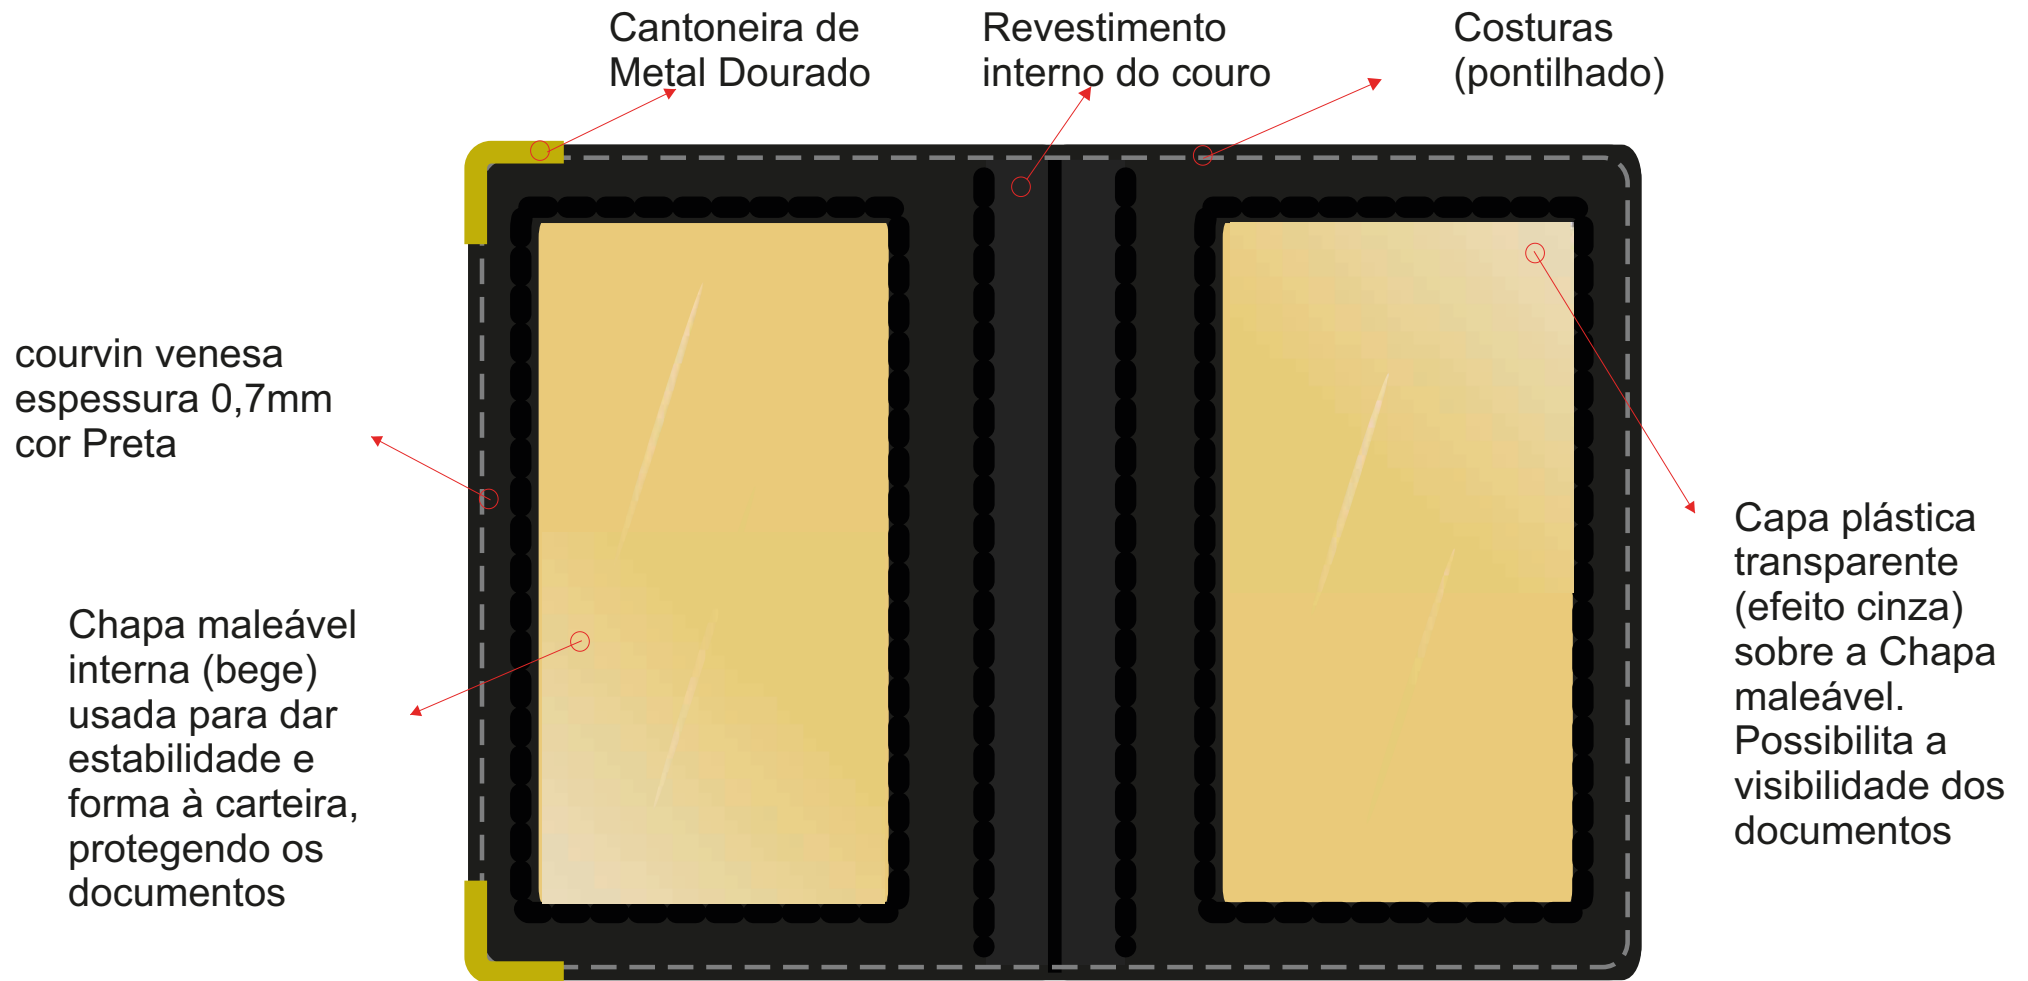 Cantoneira de
Metal Dourado
Revestimento
interno do couro
Costuras
(pontilhado)
courvin venesa
espessura 0,7mm
cor Preta
Chapa maleável
interna (bege)
usada para dar
estabilidade e
forma à carteira,
protegendo os
documentos
Capa plástica
transparente
(efeito cinza)
sobre a Chapa
maleável.
Possibilita a
visibilidade dos
documentos